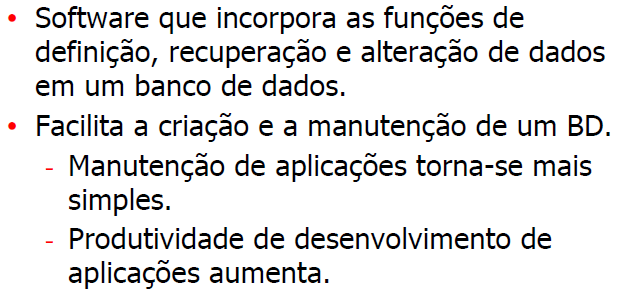 • Software que incorpora as funções de
definição, recuperação e alteração de dados
em um banco de dados.
• Facilita a criação e a manutenção de um BD.
- Manutenção de aplicações torna-se mais
simples.
- Produtividade de desenvolvimento de
aplicações aumenta.